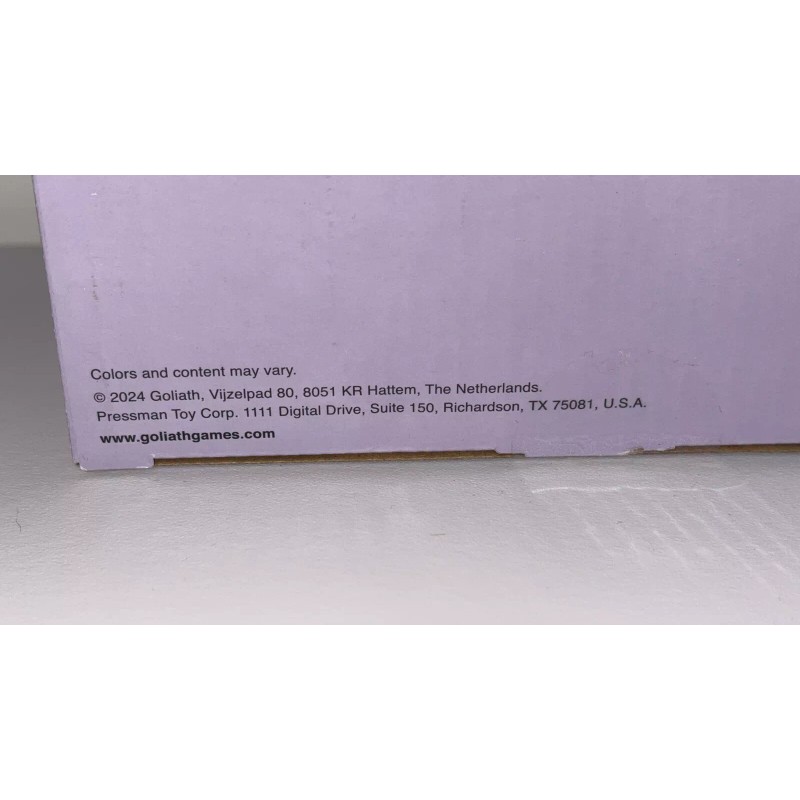 Colors and content may vary.
© 2024 Goliath, Vijzelpad 80, 8051 KR Hattem, The Netherlands.
Pressman Toy Corp. 1111 Digital Drive, Suite 150, Richardson, TX 75081, U.S.A.
www.goliathgames.com